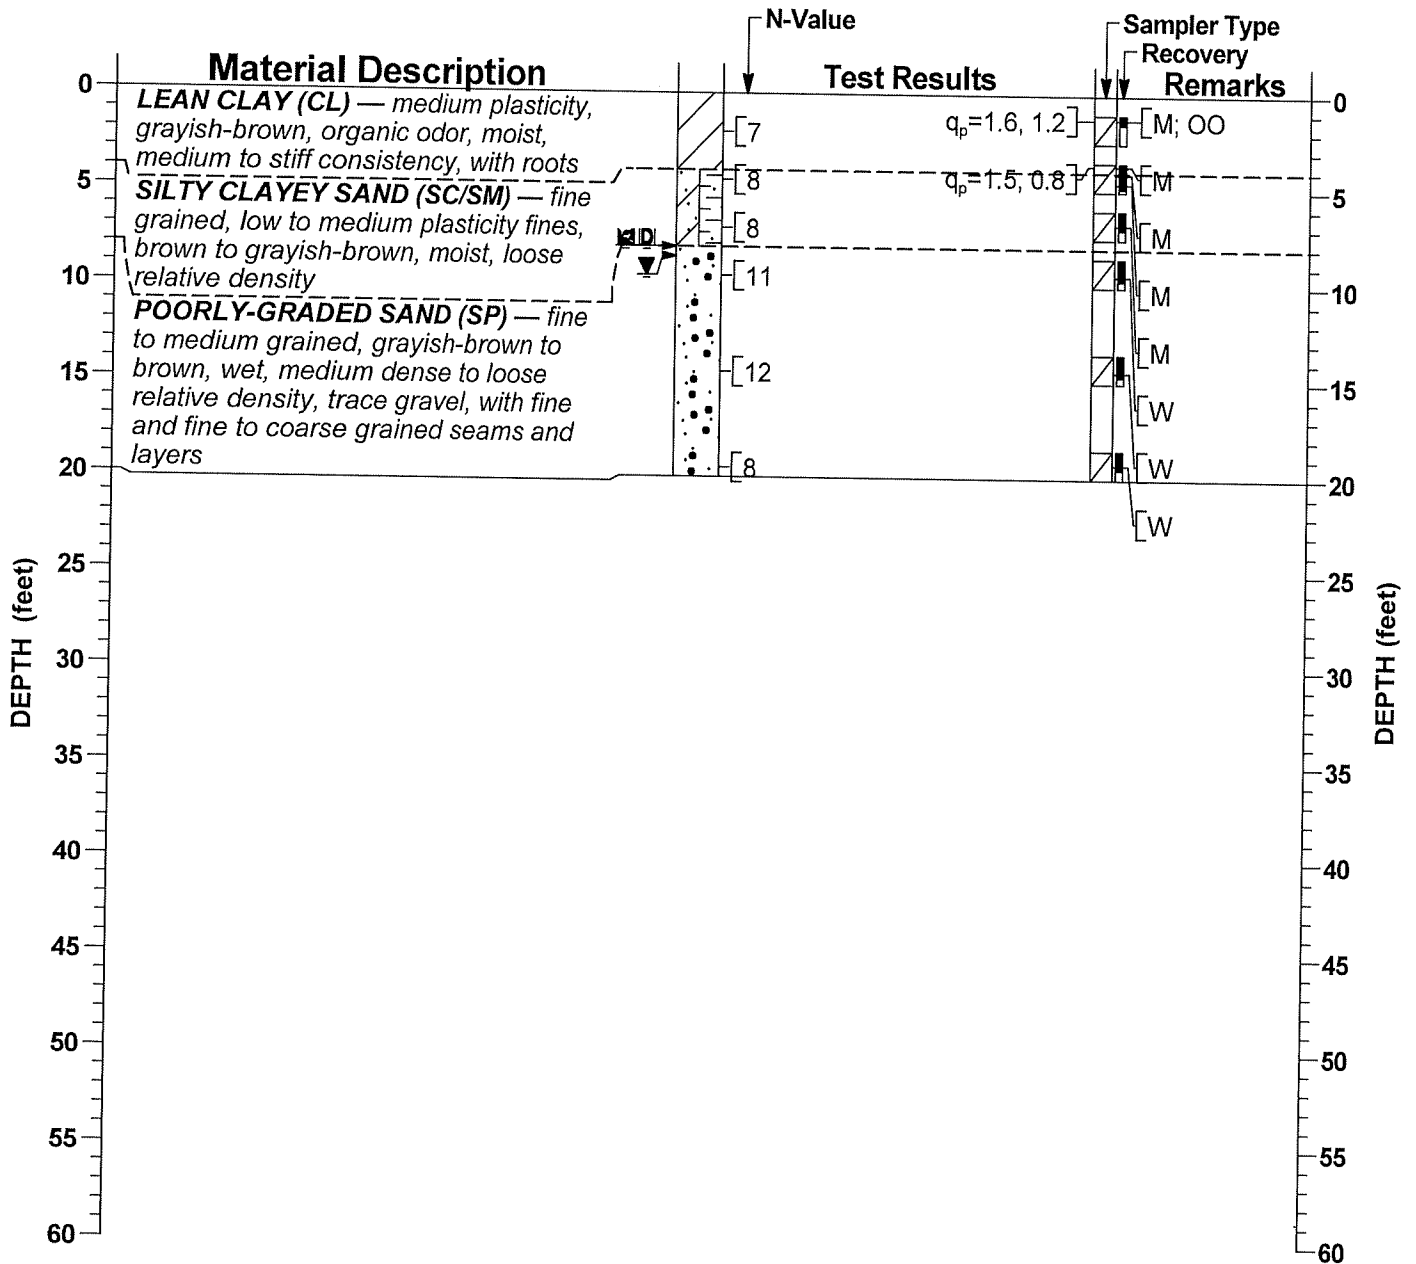 N-Value
Sampler Type
Recovery
Material Description
Test Results
Remarks
0
LEAN CLAY (CL) — medium plasticity,
grayish-brown, organic odor, moist,
medium to stiff consistency, with roots
5
SILTY CLAYEY SAND (SC/SM) — fine
grained, low to medium plasticity fines,
brown to grayish-brown, moist, loose
10
relative density
POORLY-GRADED SAND (SP) — fine
to medium grained, grayish-brown to
15
brown, wet, medium dense to loose
relative density, trace gravel, with fine
and fine to coarse grained seams and
20
layers
25
30
35
40
45
50
55
60
DEPTH (feet)
7
8
8
11
12
8
qp=1.6, 1.2
qp=1.5, 0.8
M; OO
M
M
M
M
W
W
W
0
5
10
15
20
25
30
35
40
45
50
55
60
DEPTH (feet)